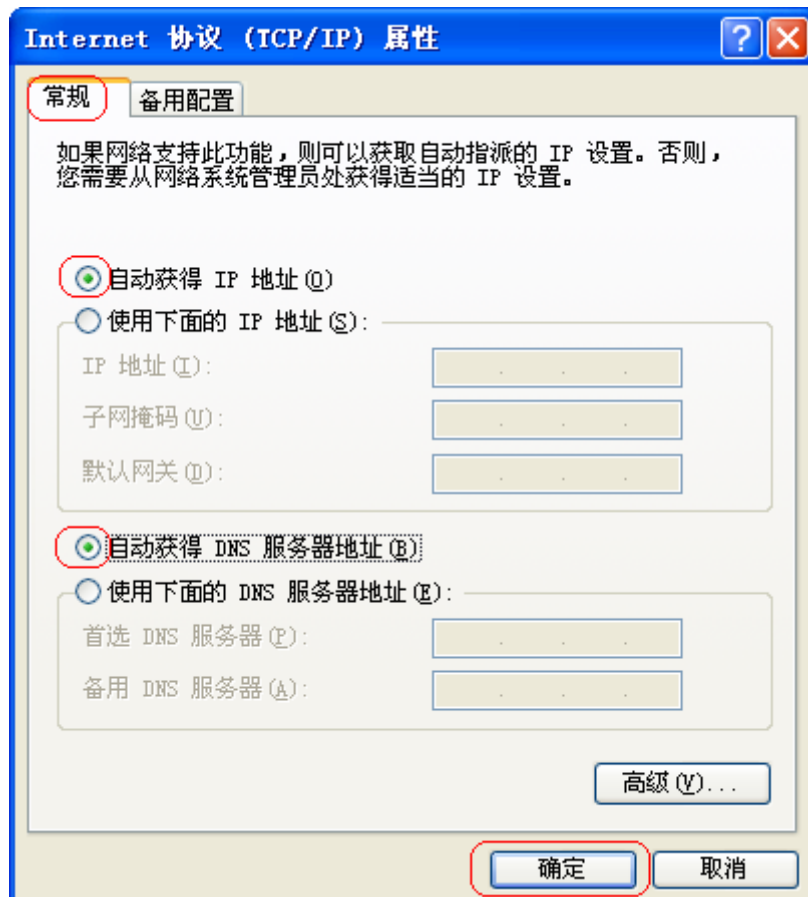 Internet 协议 (TCP/IP) 属性
常规 备用配置
如果网络支持此功能，则可以获取自动指派的 IP 设置。否则，
您需要从网络系统管理员处获得适当的 IP 设置。
自动获得 IP 地址(O)
使用下面的 IP 地址(S):
IP 地址(I):
子网掩码(U):
默认网关(D):
自动获得 DNS 服务器地址(B)
使用下面的 DNS 服务器地址(E):
首选 DNS 服务器(P):
备用 DNS 服务器(A):
高级(V)...
确定 取消